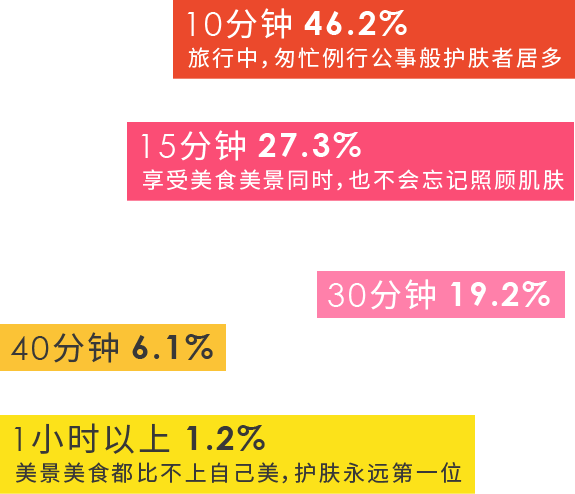 10分钟 46.2%
旅行中，匆忙例行公事般护肤者居多
15分钟 27.3%
享受美食美景同时，也不会忘记照顾肌肤
30分钟 19.2%
40分钟 6.1%
1小时以上 1.2%
美景美食都比不上自己美，护肤永远第一位